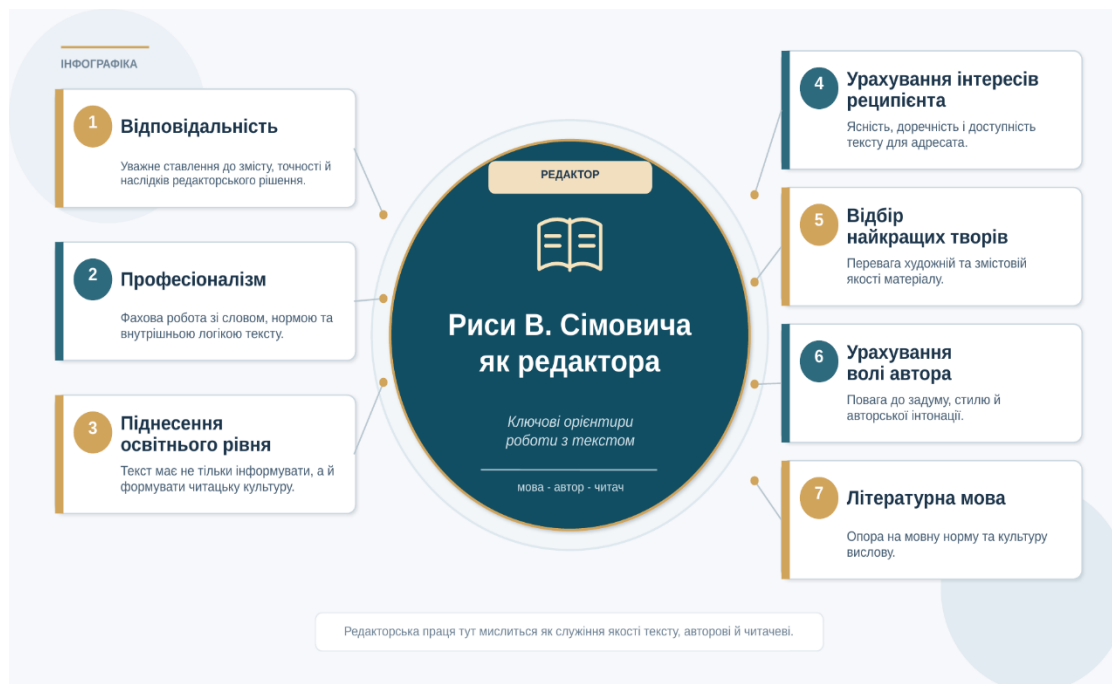 ІНФОГРАФІКА
1
Відповідальність
Уважне ставлення до змісту, точності й
наслідків редакторського рішення.
2
Професіоналізм
Фахова робота зі словом, нормою та
внутрішньою логікою тексту.
3
Піднесення
освітнього рівня
Текст має не тільки інформувати, а й
формувати читацьку культуру.
РЕДАКТОР
Риси В. Сімовича
як редактора
Ключові орієнтири
роботи з текстом
мова - автор - читач
4
Урахування інтересів
реципієнта
Ясність, доречність і доступність
тексту для адресата.
5
Відбір
найкращих творів
Перевага художній та змістовій
якості матеріалу.
6
Урахування
волі автора
Повага до задуму, стилю й
авторської інтонації.
7
Літературна мова
Опора на мовну норму та культуру
вислову.
Редакторська праця тут мислиться як служіння якості тексту, авторові й читачеві.